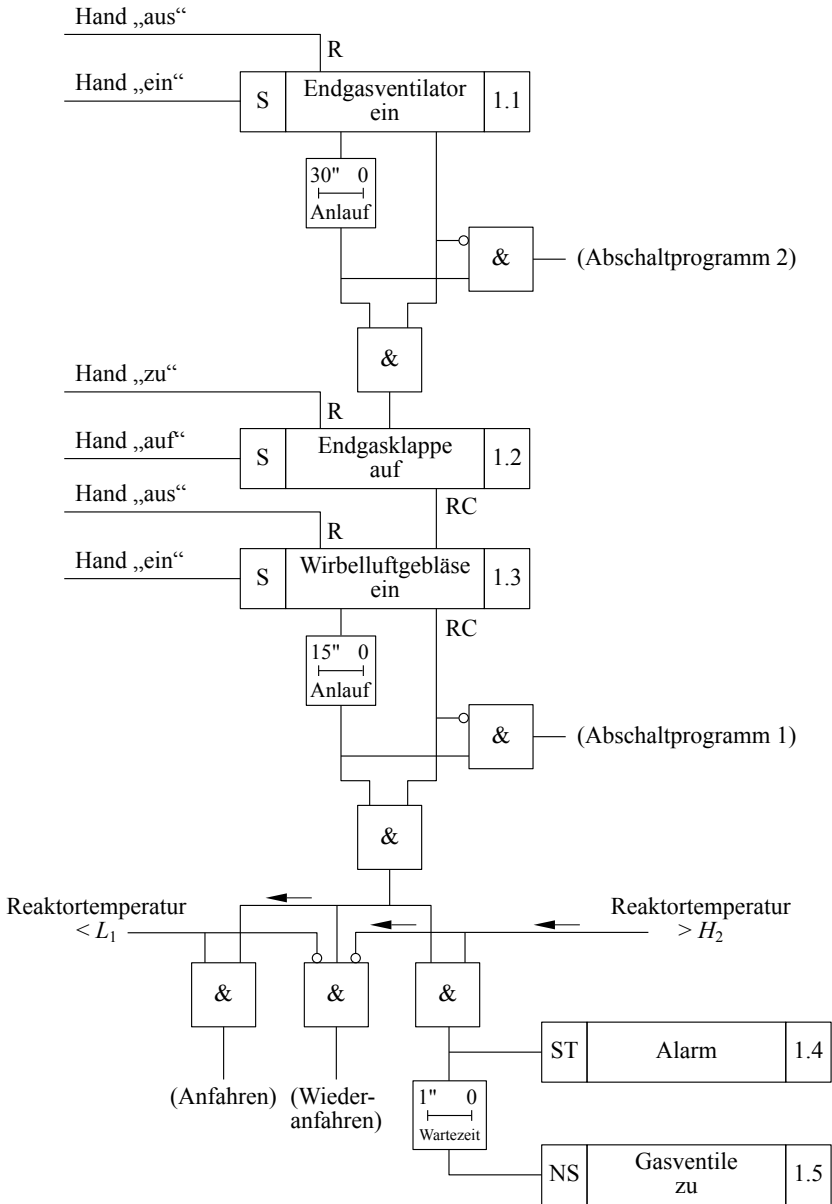 Hand „aus“
R
Hand „ein“
S
Endgasventilator
ein
1.1
30" 0
Anlauf
&
(Abschaltprogramm 2)
&
Hand „zu“
R
Hand „auf“
S
Endgasklappe
auf
1.2
Hand „aus“
RC
R
Hand „ein“
S
Wirbelluftgebläse
ein
1.3
RC
15" 0
Anlauf
&
(Abschaltprogramm 1)
&
Reaktortemperatur
< L1
Reaktortemperatur
> H2
& & &
ST Alarm 1.4
(Anfahren)
(Wieder-
anfahren)
1" 0
Wartezeit
NS
Gasventile
zu
1.5